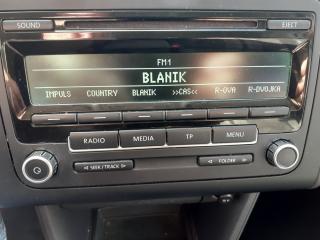 SOUND EJECT
FM1
BLANIK
IMPULS COUNTRY BLANIK >>CAS<< R-OVA R-DVOJKA
RADIO MEDIA TP MENU
SEEK/TRACK FOLDER